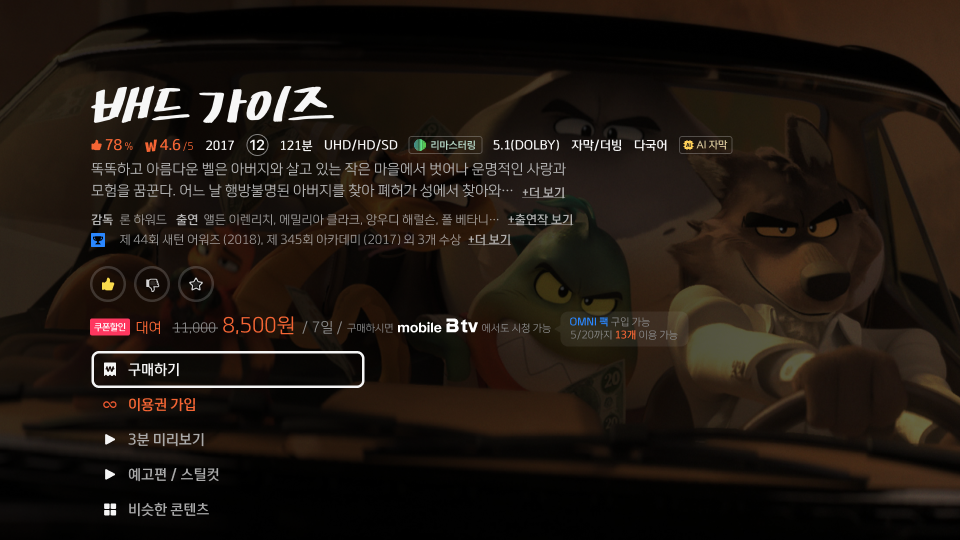 배드 가이즈
78% 4.6/5 2017 12 121분 UHD/HD/SD 리마스터링 5.1(DOLBY) 자막/더빙 다국어 AI 자막
똑똑하고 아름다운 벨은 아버지와 살고 있는 작은 마을에서 벗어나 운명적인 사랑과
모험을 꿈꾼다. 어느 날 행방불명된 아버지를 찾아 폐허가 성에서 찾아와… +더 보기
감독 론 하워드 출연 앨든 이렌리치, 에밀리아 클라크, 앙우디 해럴슨, 폴 베타니… +출연작 보기
제 44회 새턴 어워즈 (2018), 제 345회 아카데미 (2017) 외 3개 수상 +더 보기
쿠폰할인 대여 11,000 8,500원 / 7일 / 구매하시면 mobile B tv 에서도 시청 가능
OMNI 팩 구입 가능
5/20까지 13개 이용 가능
구매하기
이용권 가입
3분 미리보기
예고편 / 스틸컷
비슷한 콘텐츠